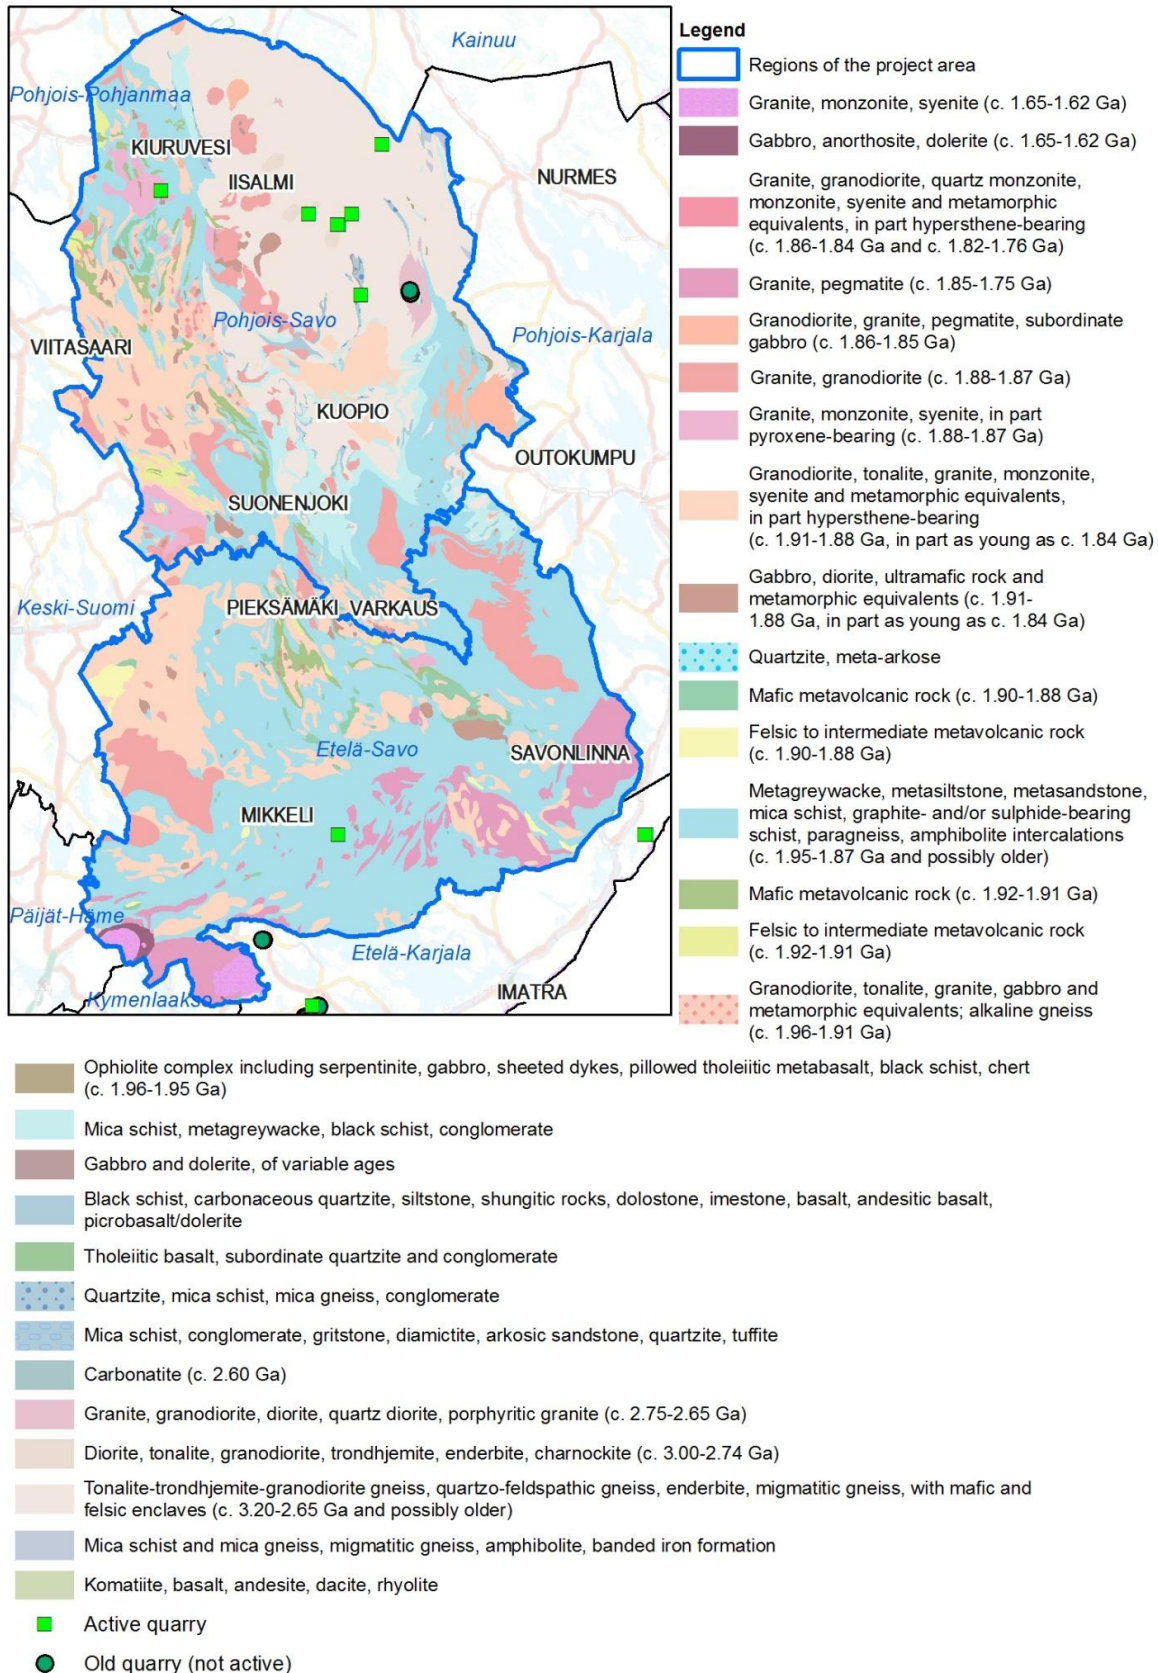 Kainuu
Pohjois-Pohjanmaa
KIURUVESI
IISALMI
NURMES
Pohjois-Savo
Pohjois-Karjala
VIITASAARI
KUOPIO
OUTOKUMPU
SUONENJOKI
Keski-Suomi
PIEKSÄMÄKI
VARKAUS
Etelä-Savo
SAVONLINNA
MIKKELI
Päijät-Häme
Etelä-Karjala
Kymenlaakso
IMATRA
Legend
Regions of the project area
Granite, monzonite, syenite (c. 1.65-1.62 Ga)
Gabbro, anorthosite, dolerite (c. 1.65-1.62 Ga)
Granite, granodiorite, quartz monzonite,
monzonite, syenite and metamorphic
equivalents, in part hypersthene-bearing
(c. 1.86-1.84 Ga and c. 1.82-1.76 Ga)
Granite, pegmatite (c. 1.85-1.75 Ga)
Granodiorite, granite, pegmatite, subordinate
gabbro (c. 1.86-1.85 Ga)
Granite, granodiorite (c. 1.88-1.87 Ga)
Granite, monzonite, syenite, in part
pyroxene-bearing (c. 1.88-1.87 Ga)
Granodiorite, tonalite, granite, monzonite,
syenite and metamorphic equivalents,
in part hypersthene-bearing
(c. 1.91-1.88 Ga, in part as young as c. 1.84 Ga)
Gabbro, diorite, ultramafic rock and
metamorphic equivalents (c. 1.91-
1.88 Ga, in part as young as c. 1.84 Ga)
Quartzite, meta-arkose
Mafic metavolcanic rock (c. 1.90-1.88 Ga)
Felsic to intermediate metavolcanic rock
(c. 1.90-1.88 Ga)
Metagreywacke, metasiltstone, metasandstone,
mica schist, graphite- and/or sulphide-bearing
schist, paragneiss, amphibolite intercalations
(c. 1.95-1.87 Ga and possibly older)
Mafic metavolcanic rock (c. 1.92-1.91 Ga)
Felsic to intermediate metavolcanic rock
(c. 1.92-1.91 Ga)
Granodiorite, tonalite, granite, gabbro and
metamorphic equivalents; alkaline gneiss
(c. 1.96-1.91 Ga)
Ophiolite complex including serpentinite, gabbro, sheeted dykes, pillowed tholeiitic metabasalt, black schist, chert
(c. 1.96-1.95 Ga)
Mica schist, metagreywacke, black schist, conglomerate
Gabbro and dolerite, of variable ages
Black schist, carbonaceous quartzite, siltstone, shungitic rocks, dolostone, imestone, basalt, andesitic basalt,
picrobasalt/dolerite
Tholeiitic basalt, subordinate quartzite and conglomerate
Quartzite, mica schist, mica gneiss, conglomerate
Mica schist, conglomerate, gritstone, diamictite, arkosic sandstone, quartzite, tuffite
Carbonatite (c. 2.60 Ga)
Granite, granodiorite, diorite, quartz diorite, porphyritic granite (c. 2.75-2.65 Ga)
Diorite, tonalite, granodiorite, trondhjemite, enderbite, charnockite (c. 3.00-2.74 Ga)
Tonalite-trondhjemite-granodiorite gneiss, quartzo-feldspathic gneiss, enderbite, migmatitic gneiss, with mafic and
felsic enclaves (c. 3.20-2.65 Ga and possibly older)
Mica schist and mica gneiss, migmatitic gneiss, amphibolite, banded iron formation
Komatiite, basalt, andesite, dacite, rhyolite
Active quarry
Old quarry (not active)